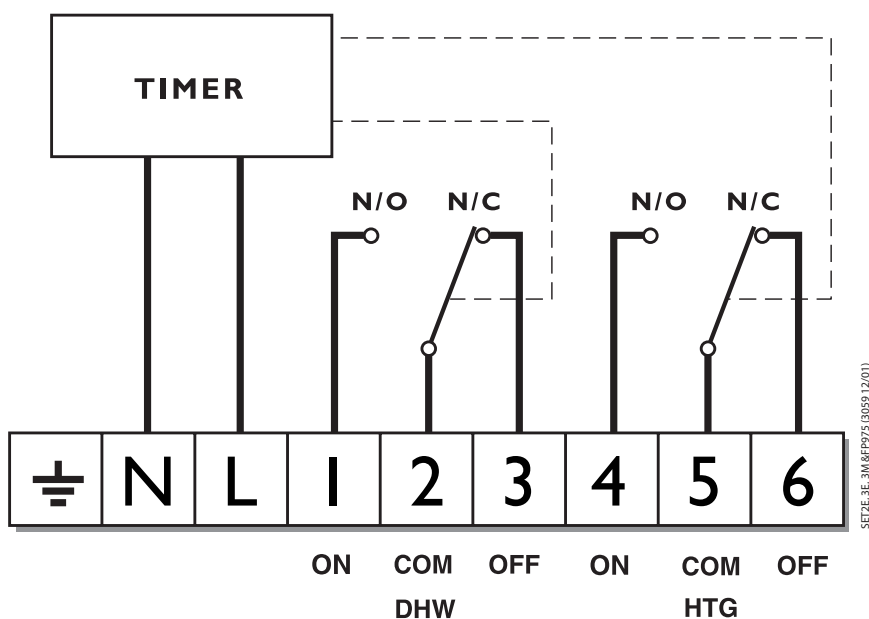 TIMER
N/O N/C N/O N/C
N L 1 2 3 4 5 6
ON COM OFF ON COM OFF
DHW HTG
SET2E, 3E, 3M &FP975 (3059 12/01)